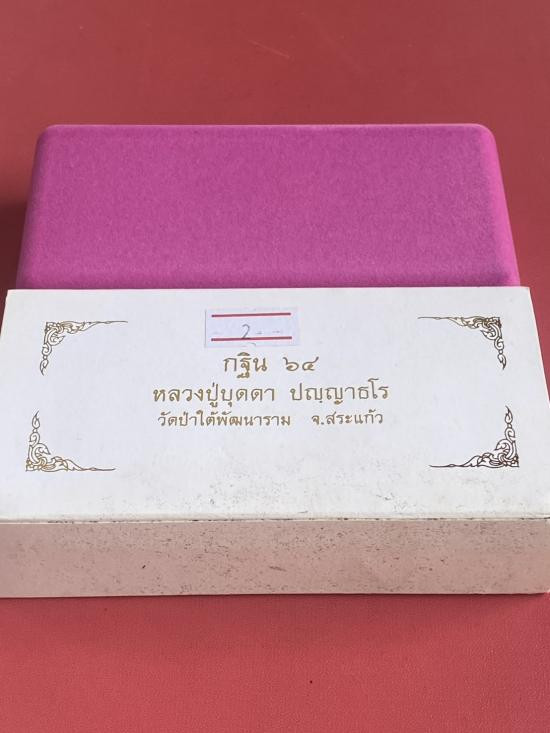 2
กฐิน ๖๔
หลวงปู่บุดดา ปญฺญาธโร
วัดป่าใต้พัฒนาราม จ.สระแก้ว